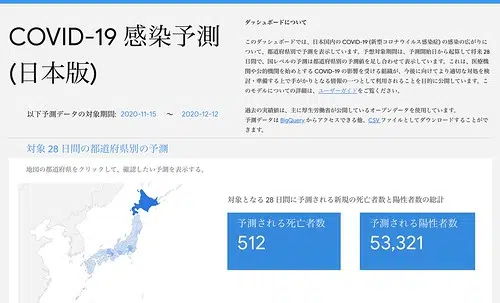 COVID-19 感染予測
(日本版)
以下予測データの対象期間: 2020-11-15 ～ 2020-12-12
ダッシュボードについて
このダッシュボードでは、日本国内の COVID-19 (新型コロナウイルス感染症) の感染の広がりに
ついて、都道府県別で予測を表示しています。予想対象期間は、予測開始日から起算して将来 28
日間で、国レベルの予測は都道府県別の予測値を足し合わせて表示しています。これは、医療機
関や公的機関を始めとする COVID-19 の影響を受ける組織が、今後に向けてより適切な対処を検
討・準備する上で手がかりとなる情報の一つとして利用されることを目的に公開しています。こ
のモデルについての詳細は、ユーザーガイドをご覧ください。
過去の実績値は、主に厚生労働省が公開しているオープンデータを使用しています。
予測データは BigQuery からアクセスできる他、CSV ファイルとしてダウンロードすることがで
きます。
対象 28 日間の都道府県別の予測
地図の都道府県をクリックして、確認したい予測を表示する。
対象となる 28 日間に予測される新規の死亡者数と陽性者数の総計
予測される死亡者数
512
予測される陽性者数
53,321